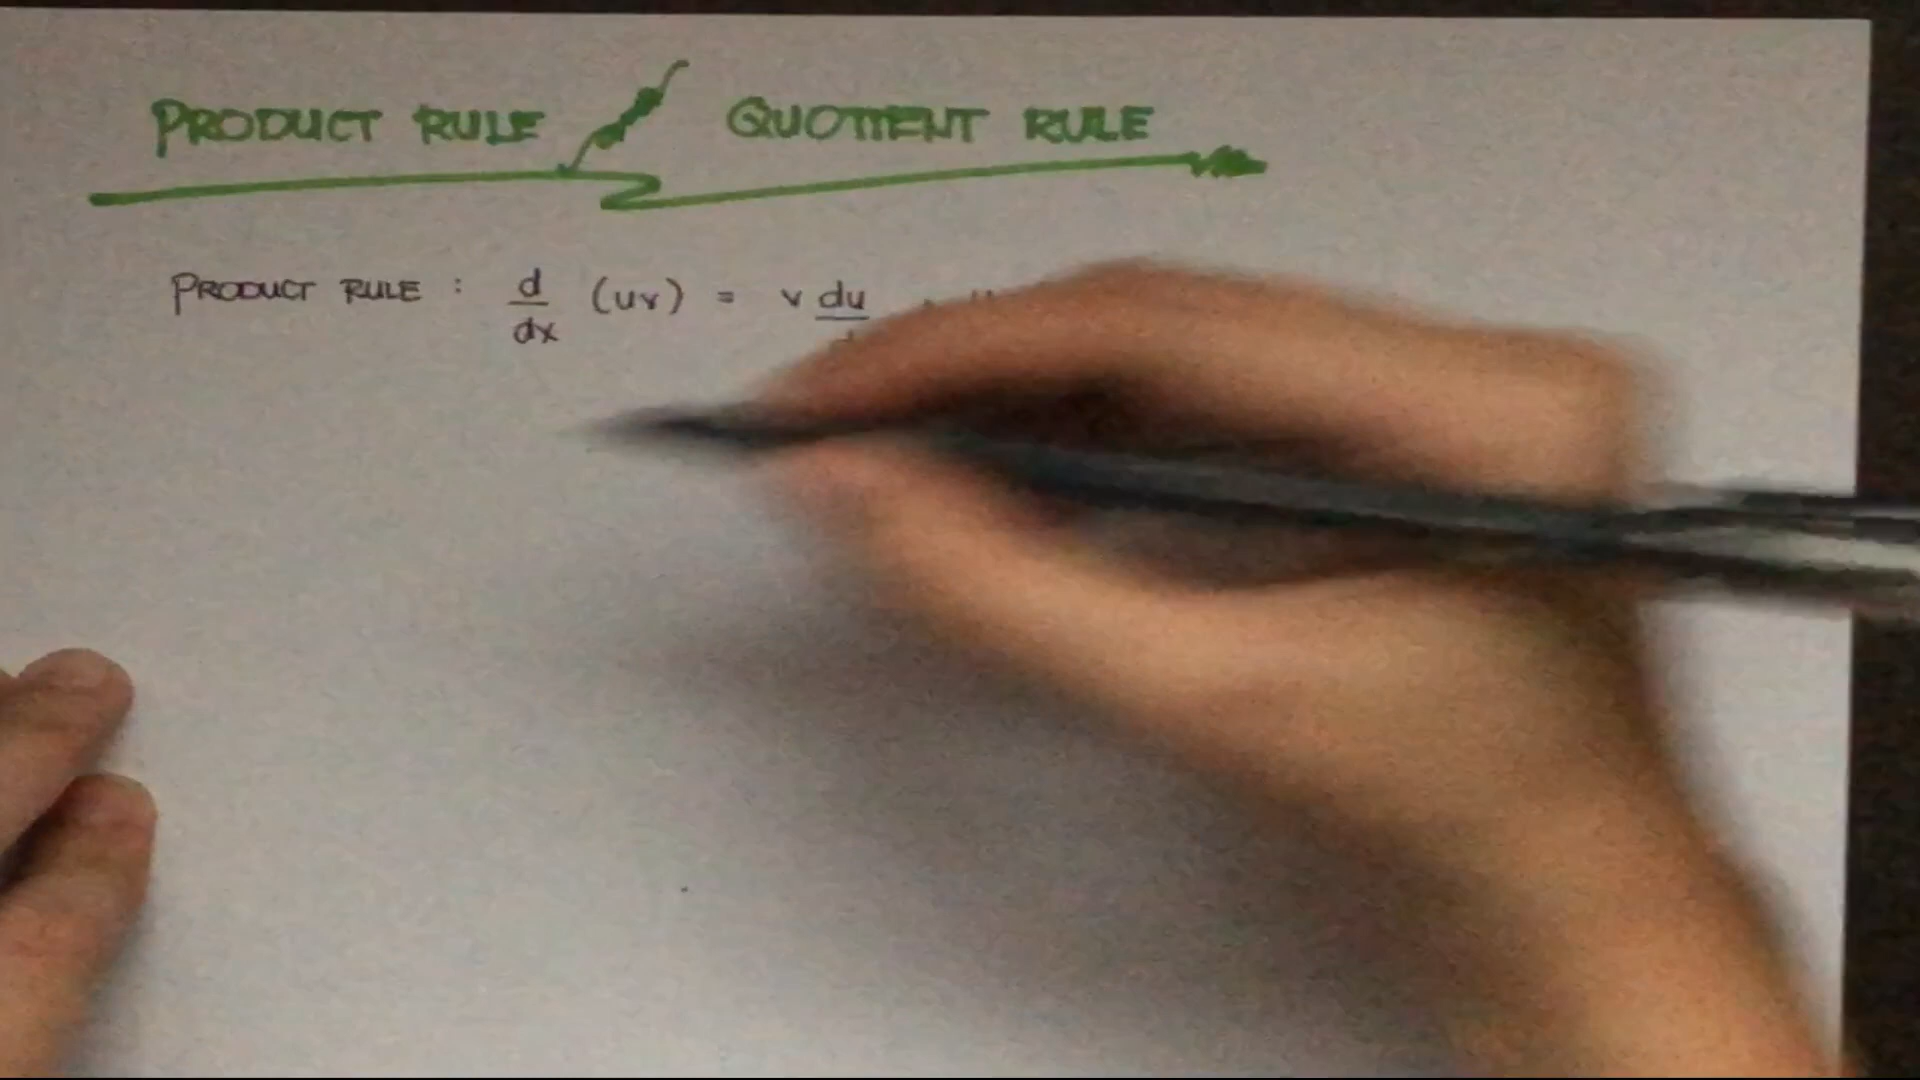 PRODUCT RULE / QUOTIENT RULE
PRODUCT RULE : d/dx (uv) = v du